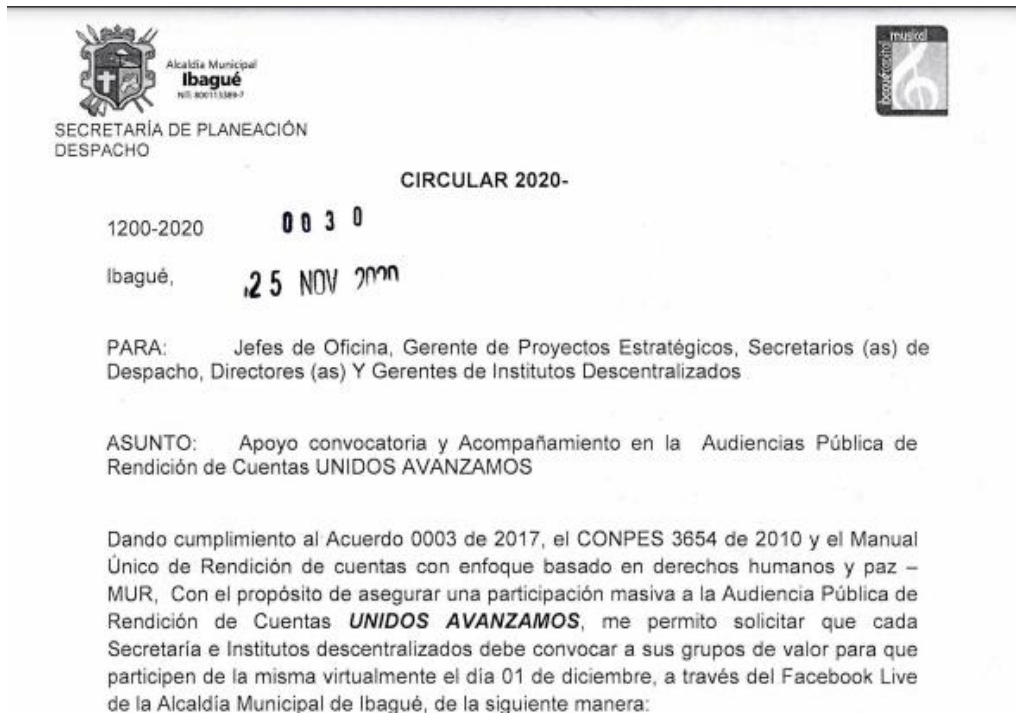 Alcaldía Municipal
Ibagué
NIT. 800113389-7
musical
Ibagué capital
SECRETARÍA DE PLANEACIÓN
DESPACHO
CIRCULAR 2020-
1200-2020 0030
Ibagué, 25 NOV 2020
PARA: Jefes de Oficina, Gerente de Proyectos Estratégicos, Secretarios (as) de
Despacho, Directores (as) Y Gerentes de Institutos Descentralizados
ASUNTO: Apoyo convocatoria y Acompañamiento en la Audiencias Pública de
Rendición de Cuentas UNIDOS AVANZAMOS
Dando cumplimiento al Acuerdo 0003 de 2017, el CONPES 3654 de 2010 y el Manual
Único de Rendición de cuentas con enfoque basado en derechos humanos y paz –
MUR, Con el propósito de asegurar una participación masiva a la Audiencia Pública de
Rendición de Cuentas UNIDOS AVANZAMOS, me permito solicitar que cada
Secretaría e Institutos descentralizados debe convocar a sus grupos de valor para que
participen de la misma virtualmente el día 01 de diciembre, a través del Facebook Live
de la Alcaldía Municipal de Ibagué, de la siguiente manera: